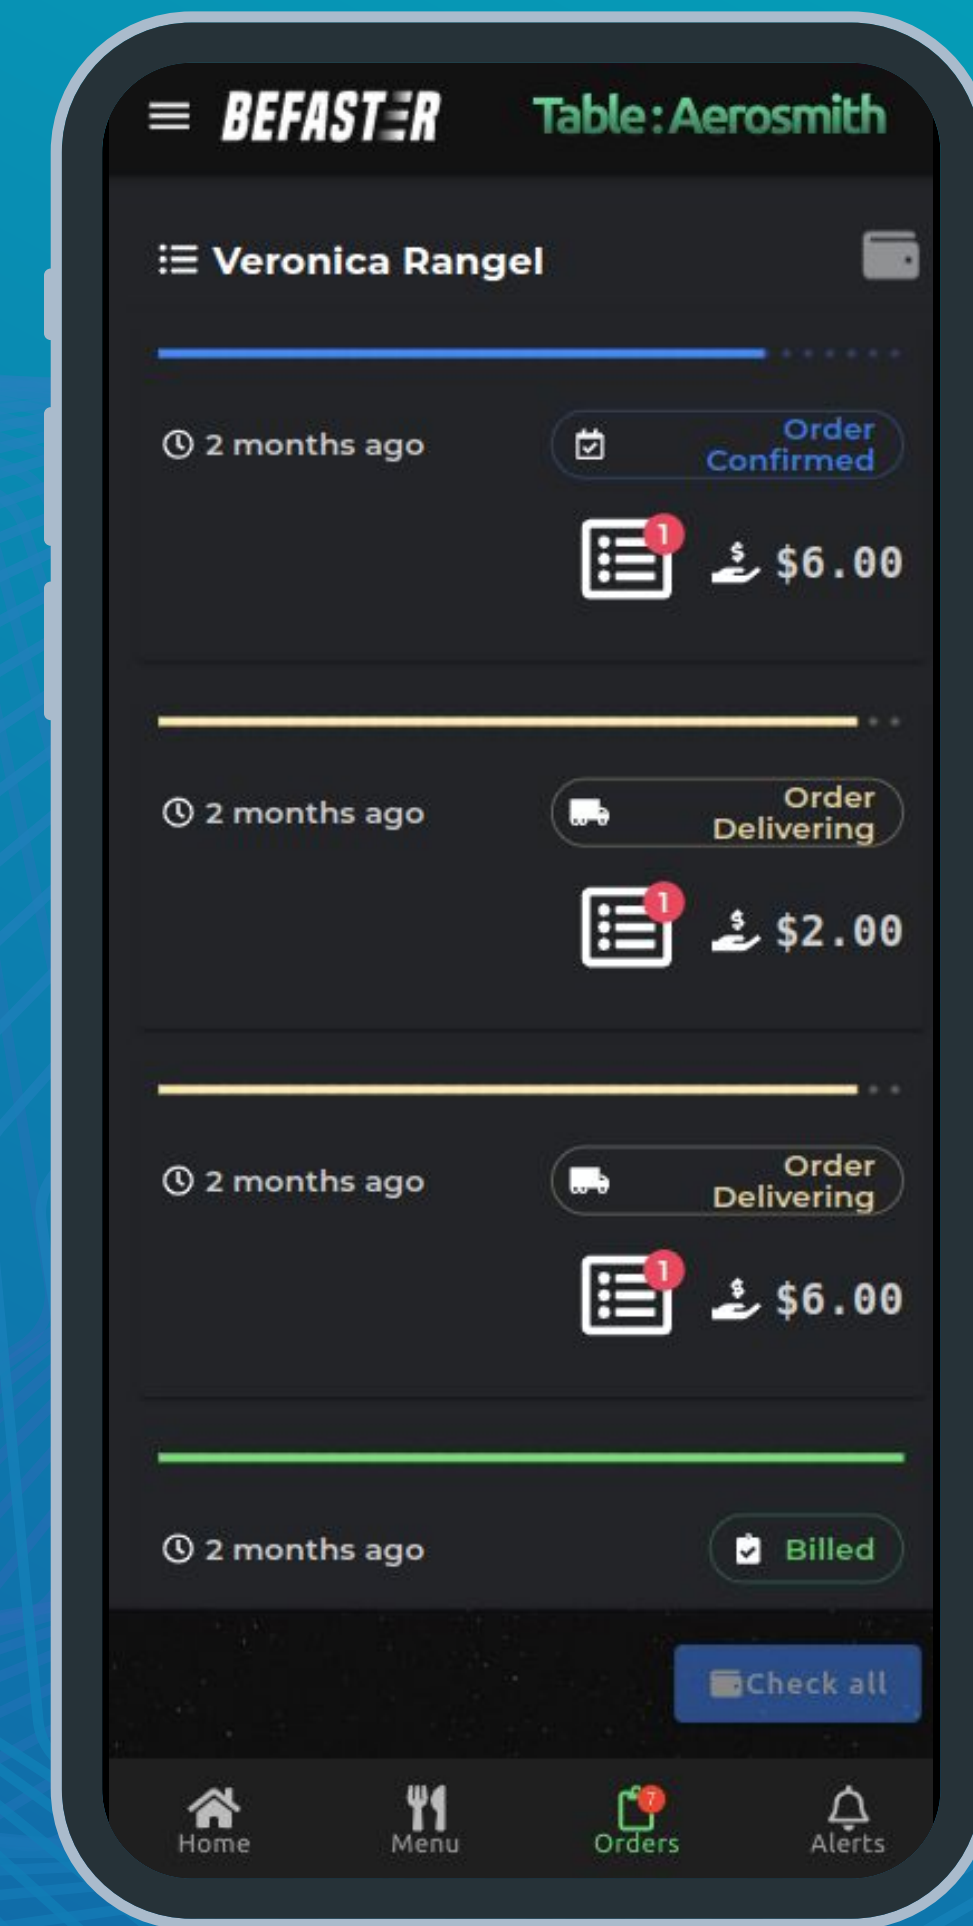 BEFASTER
Table:Aerosmith
Veronica Rangel
2 months ago
Order
Confirmed
1
$6.00
2 months ago
Order
Delivering
1
$2.00
2 months ago
Order
Delivering
1
$6.00
2 months ago
Billed
Check all
7
Home
Menu
Orders
Alerts